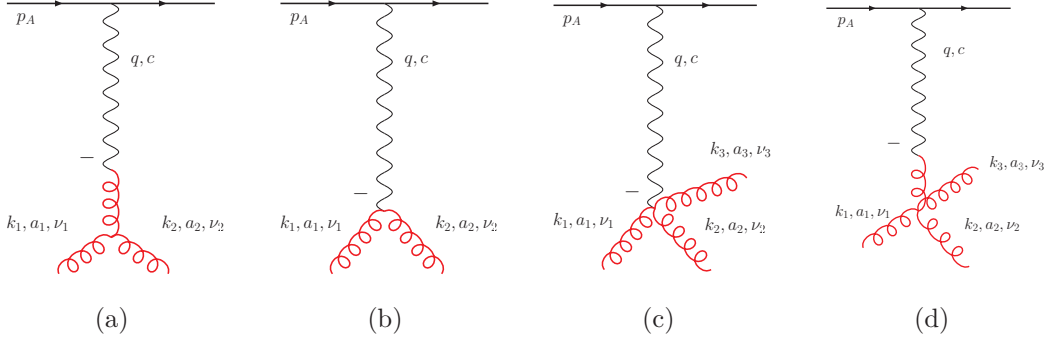 p_A
q, c
−
k_1, a_1, ν_1
k_2, a_2, ν_2
(a)
p_A
q, c
−
k_1, a_1, ν_1
k_2, a_2, ν_2
(b)
p_A
q, c
k_3, a_3, ν_3
−
k_1, a_1, ν_1
k_2, a_2, ν_2
(c)
p_A
q, c
−
k_3, a_3, ν_3
k_1, a_1, ν_1
k_2, a_2, ν_2
(d)